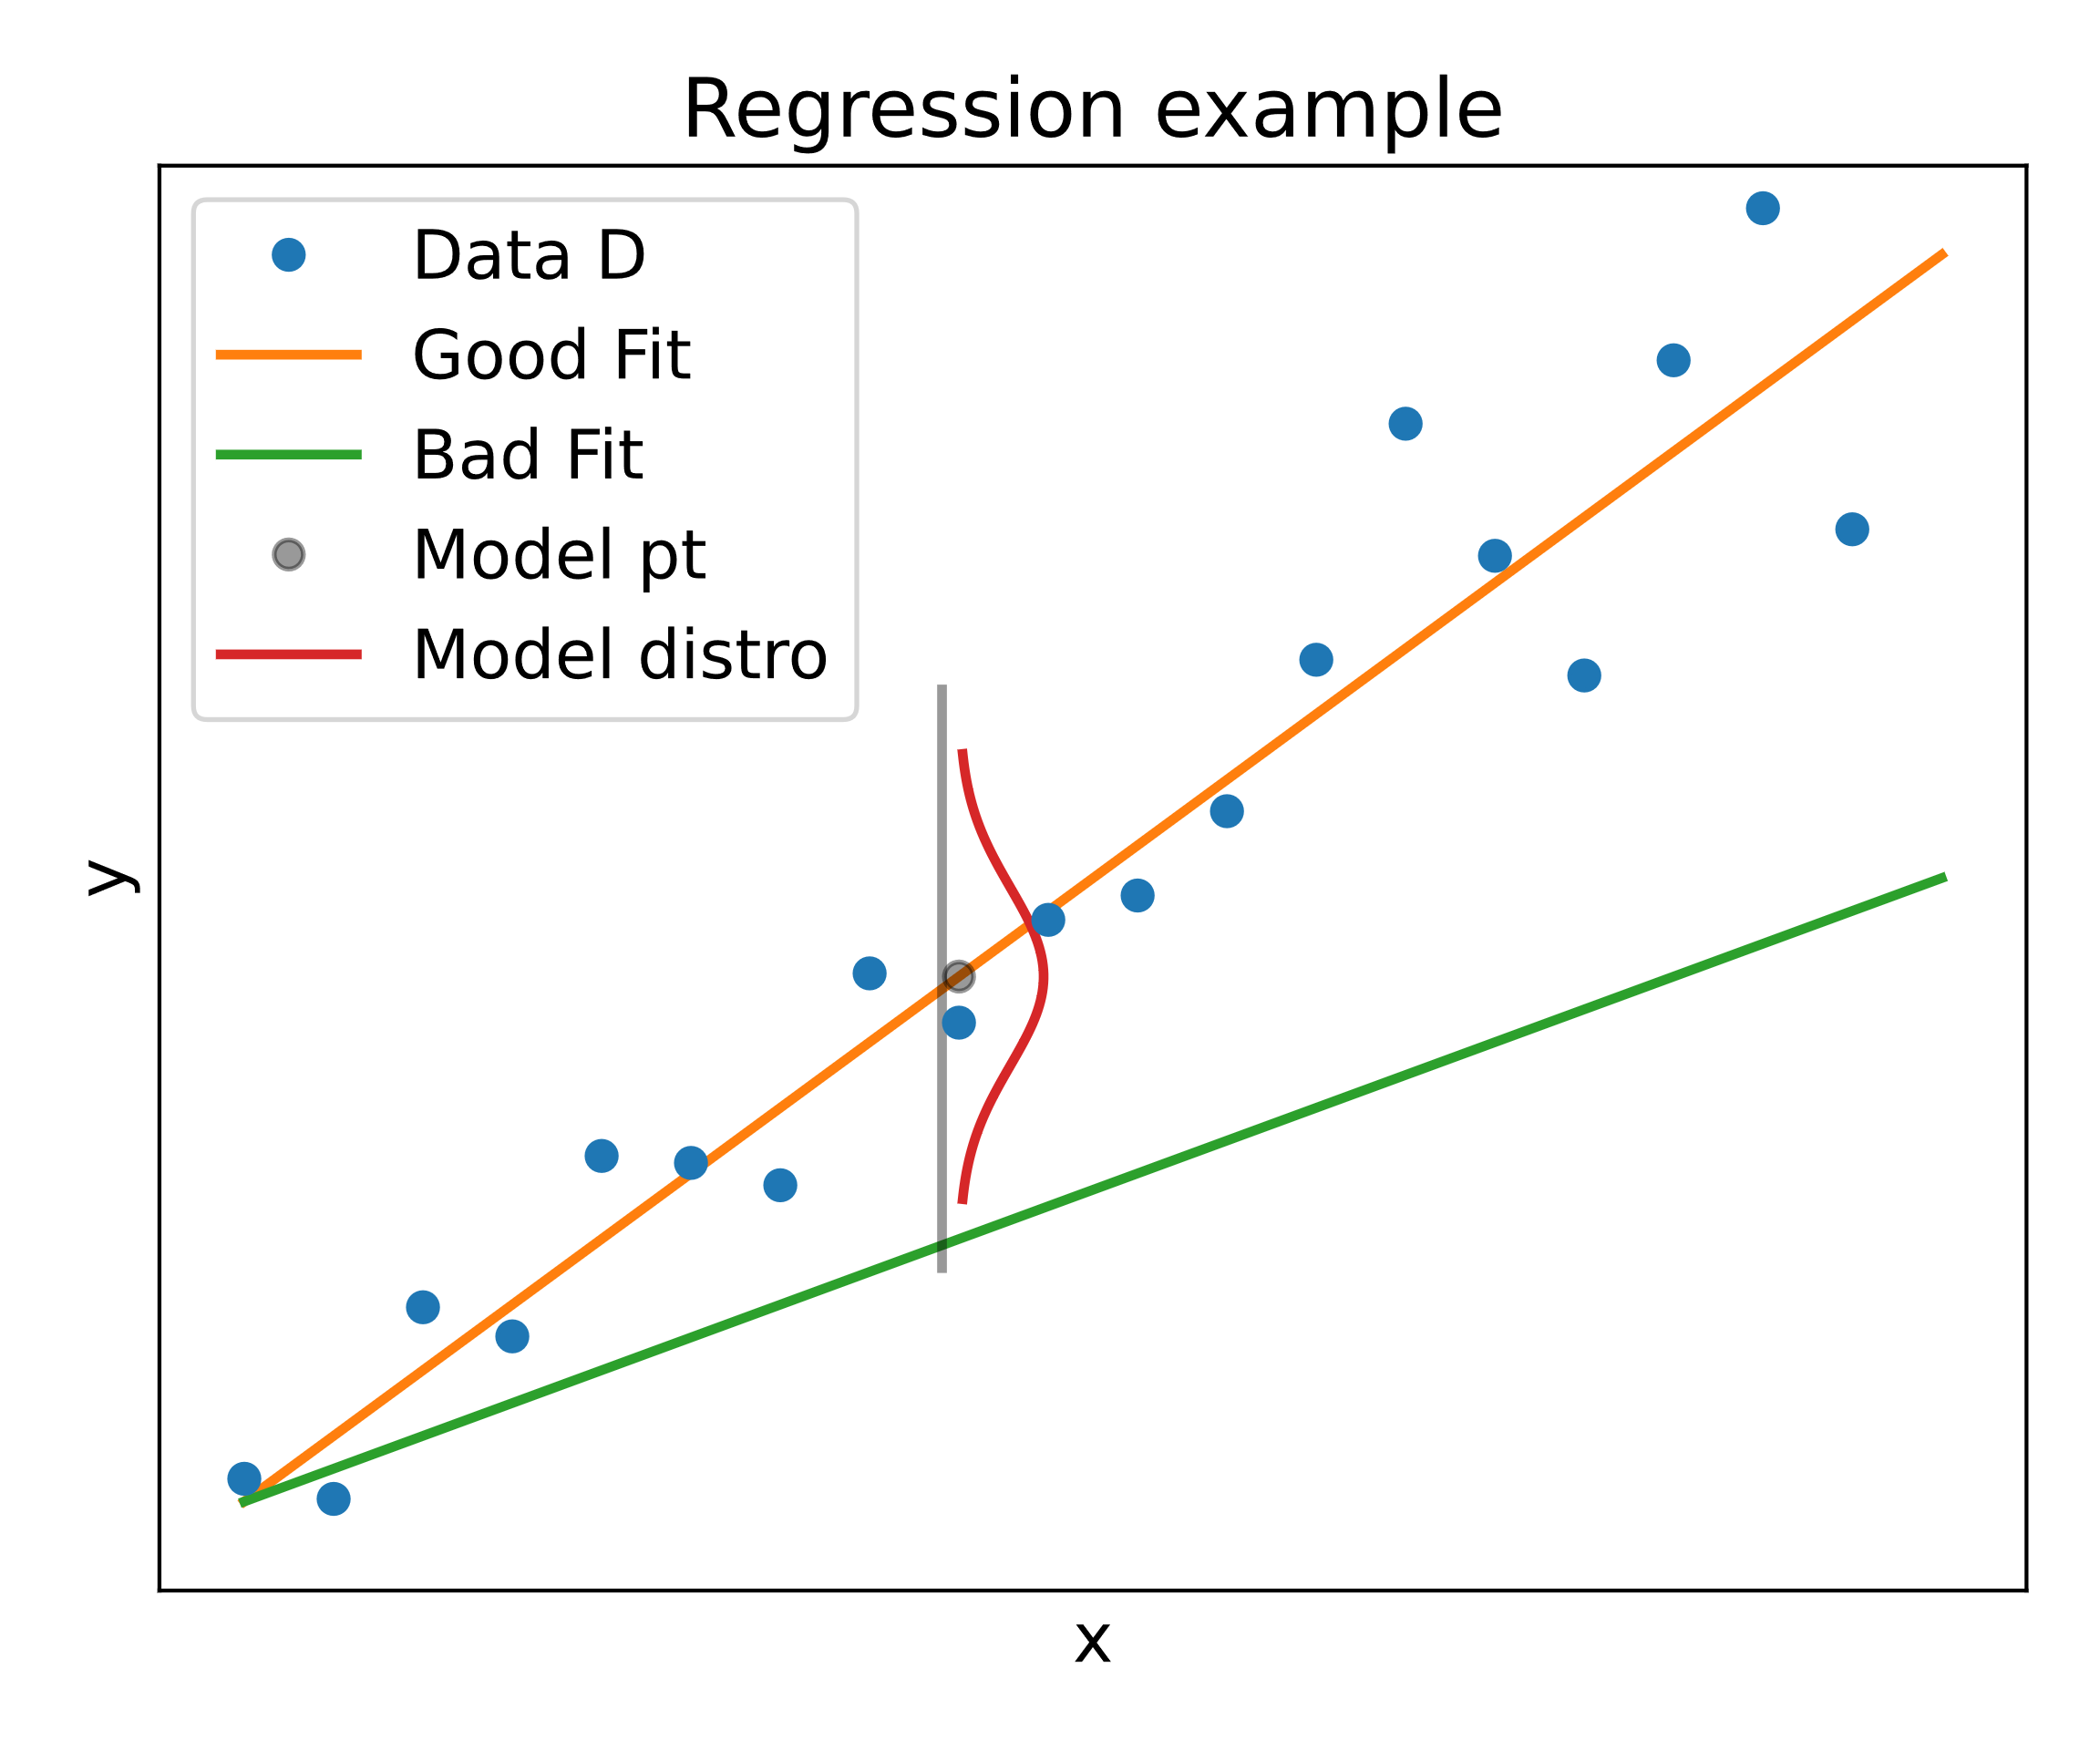 Regression example
Data D
Good Fit
Bad Fit
Model pt
Model distro
y
x